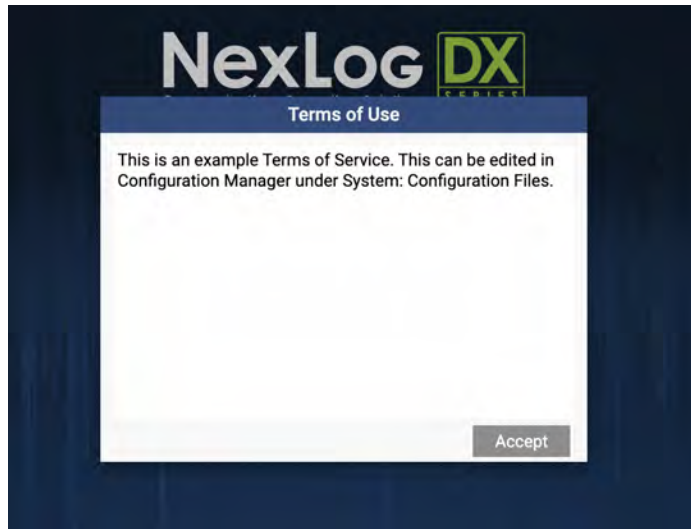 NexLog DX
Terms of Use
This is an example Terms of Service. This can be edited in
Configuration Manager under System: Configuration Files.
Accept